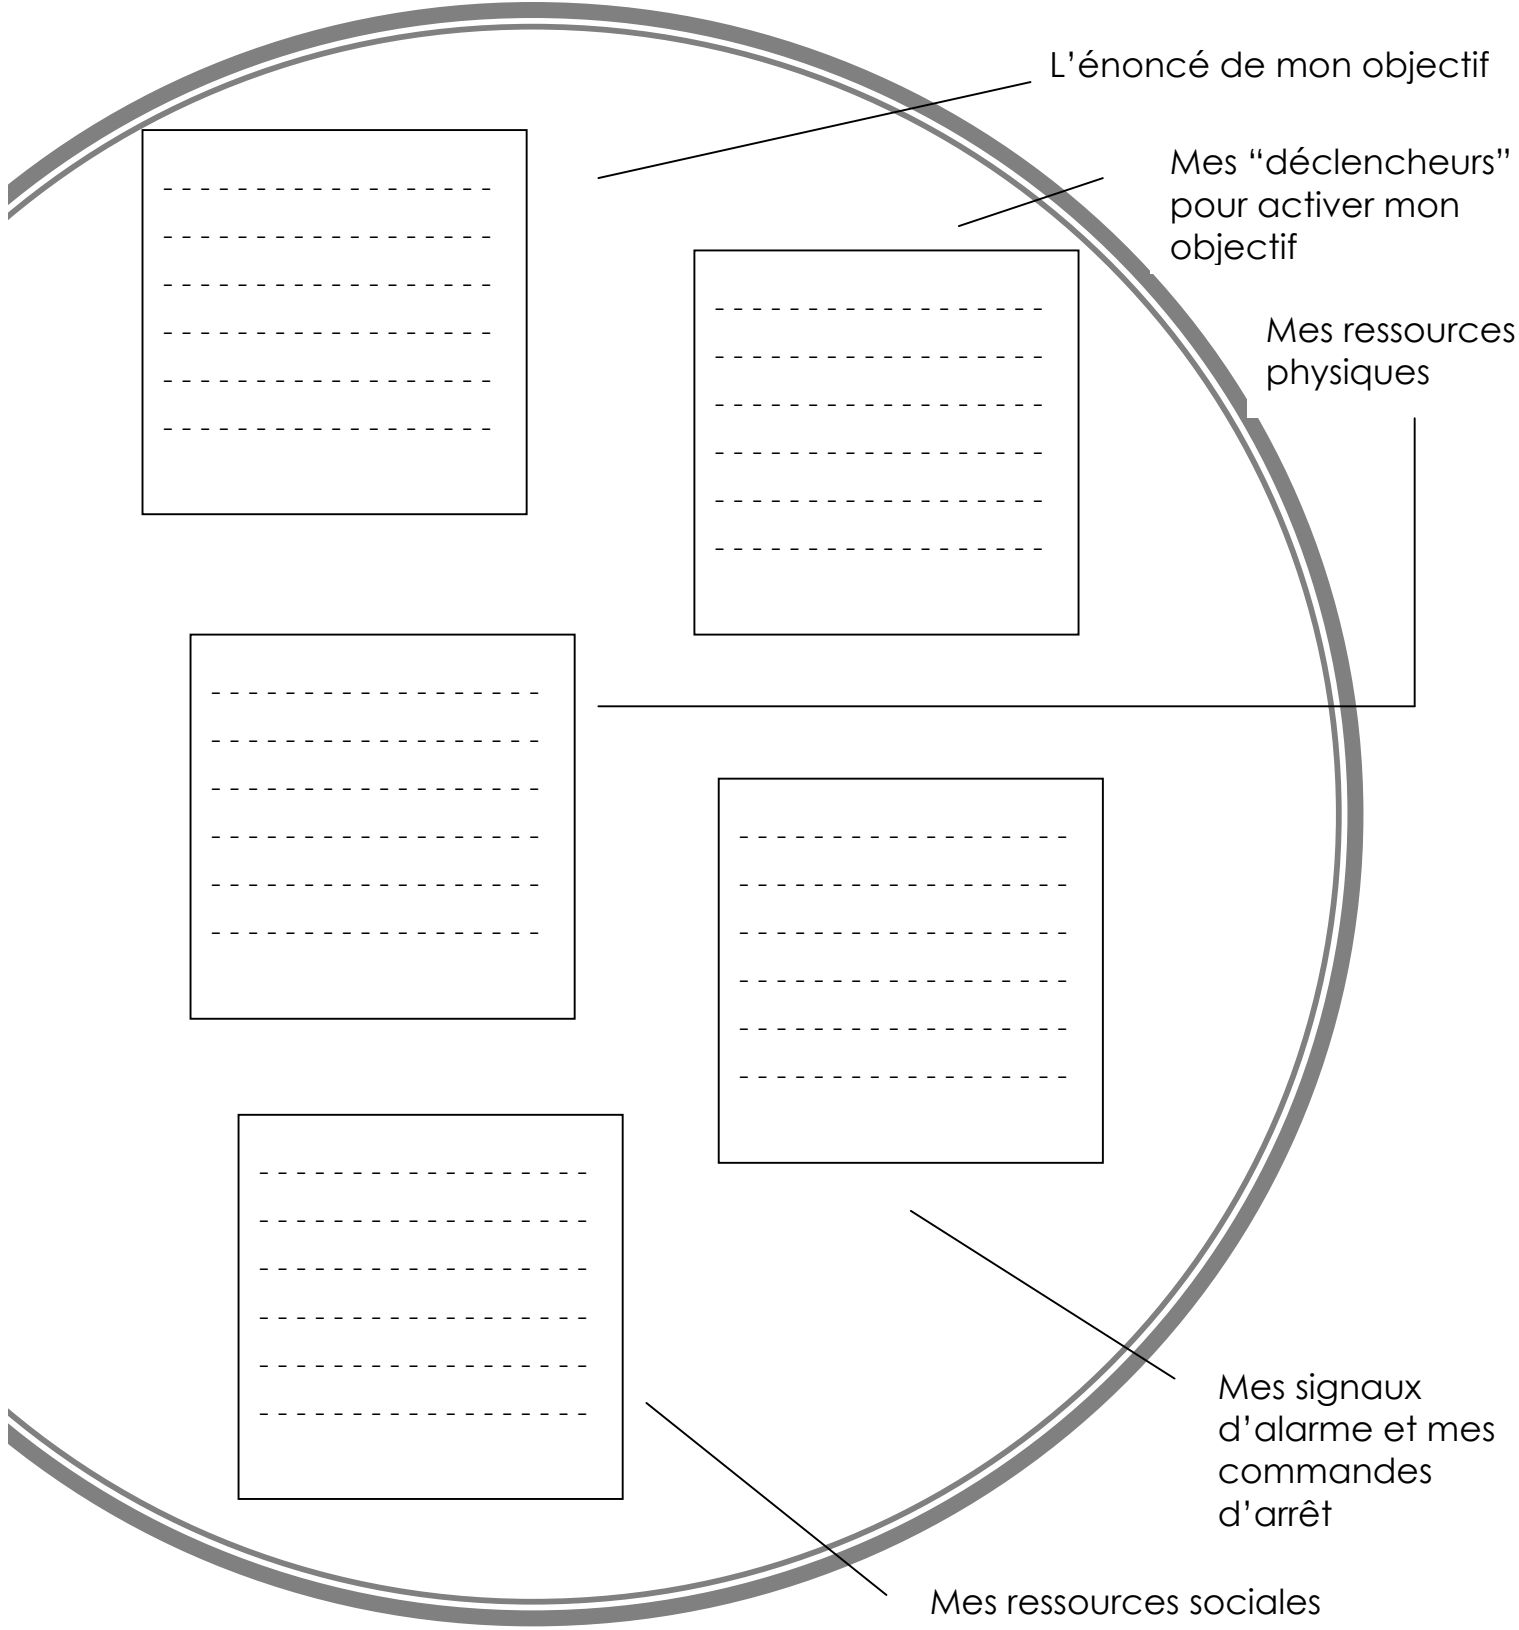 L’énoncé de mon objectif
Mes “déclencheurs”
pour activer mon
objectif
Mes ressources
physiques
Mes signaux
d’alarme et mes
commandes
d’arrêt
Mes ressources sociales